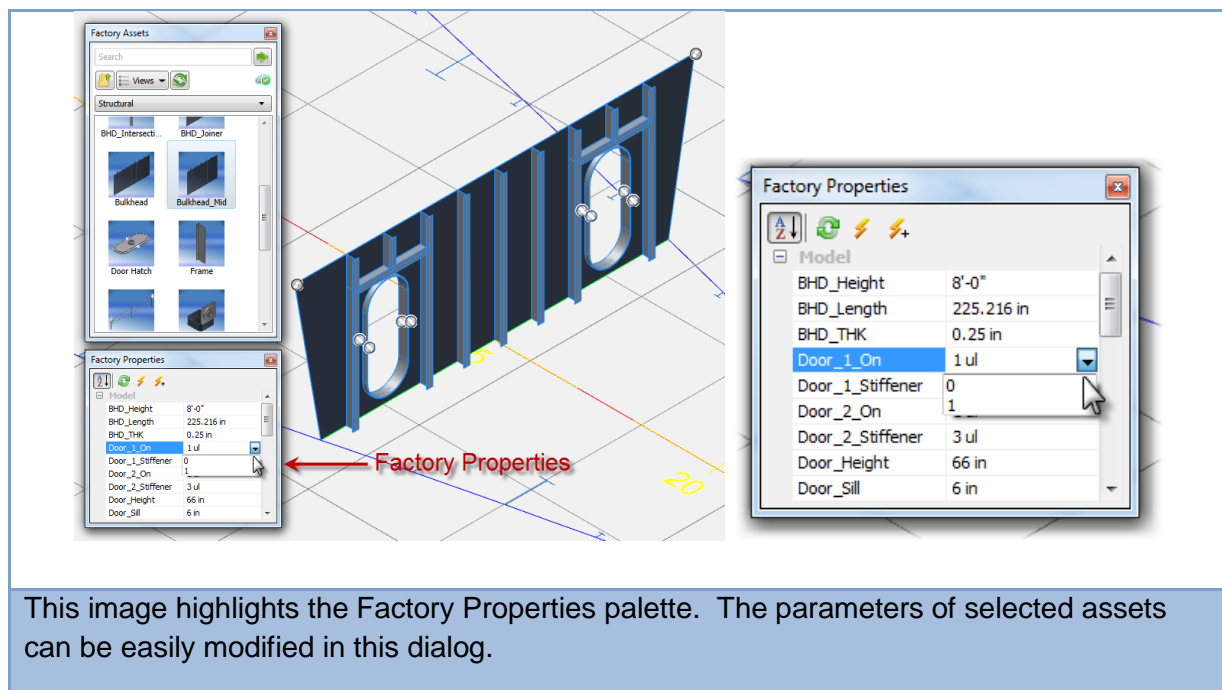 Factory Assets
Search
Views
Structural
BHD_Intersecti... BHD_Joiner
Bulkhead Bulkhead_Mid
Door Hatch Frame
Factory Properties
Model
BHD_Height 8'-0"
BHD_Length 225.216 in
BHD_THK 0.25 in
Door_1_On 1 ul
Door_1_Stiffener 0
Door_2_On 1
Door_2_Stiffener 3 ul
Door_Height 66 in
Door_Sill 6 in
Factory Properties
20
Factory Properties
Model
BHD_Height 8'-0"
BHD_Length 225.216 in
BHD_THK 0.25 in
Door_1_On 1 ul
Door_1_Stiffener 0
Door_2_On 1
Door_2_Stiffener 3 ul
Door_Height 66 in
Door_Sill 6 in
This image highlights the Factory Properties palette. The parameters of selected assets
can be easily modified in this dialog.